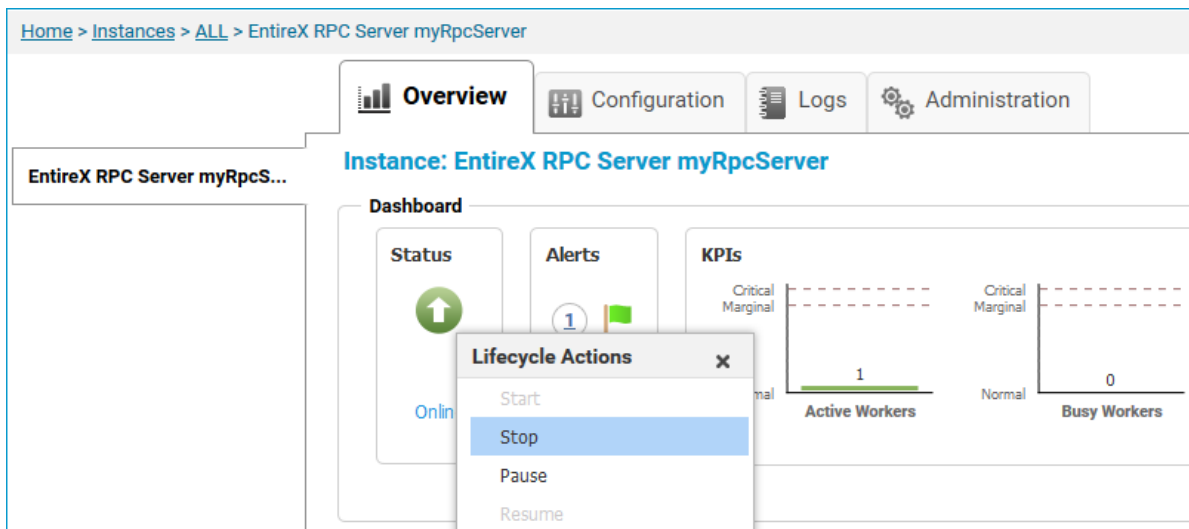 Home > Instances > ALL > EntireX RPC Server myRpcServer
Overview
Configuration
Logs
Administration
EntireX RPC Server myRpcS...
Instance: EntireX RPC Server myRpcServer
Dashboard
Status
Alerts
KPIs
1
Critical
Marginal
1
Active Workers
Critical
Marginal
Normal
0
Busy Workers
Onlin
mal
Lifecycle Actions
Start
Stop
Pause
Resume